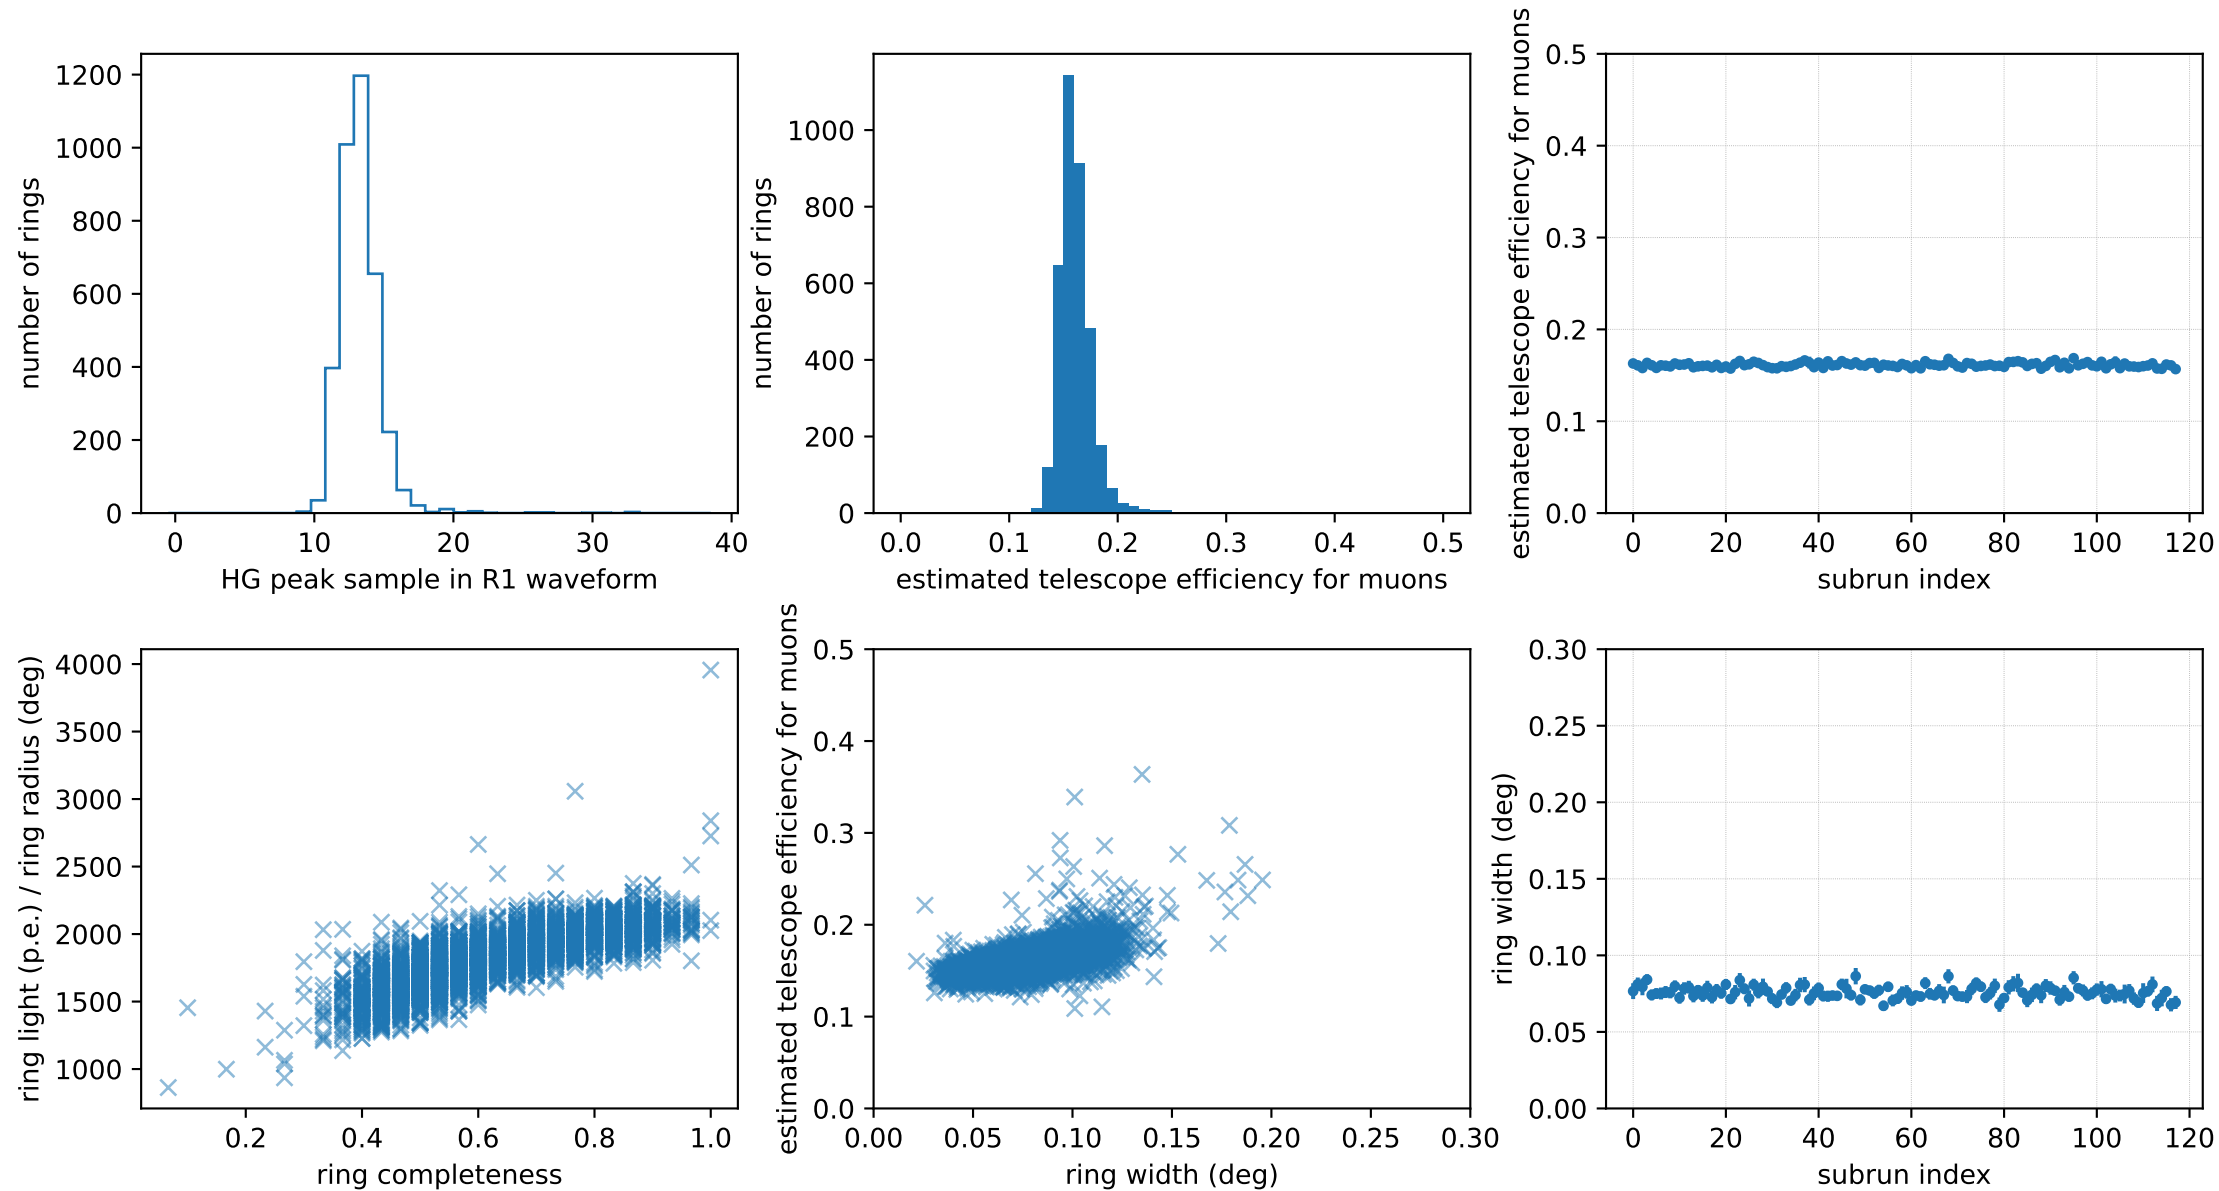 number of rings
1200
1000
800
600
400
200
0
0 10 20 30 40
HG peak sample in R1 waveform
number of rings
1000
800
600
400
200
0
0.0 0.1 0.2 0.3 0.4 0.5
estimated telescope efficiency for muons
estimated telescope efficiency for muons
0.5
0.4
0.3
0.2
0.1
0.0
0 20 40 60 80 100 120
subrun index
ring light (p.e.) / ring radius (deg)
4000
3500
3000
2500
2000
1500
1000
0.2 0.4 0.6 0.8 1.0
ring completeness
estimated telescope efficiency for muons
0.5
0.4
0.3
0.2
0.1
0.0
0.00 0.05 0.10 0.15 0.20 0.25 0.30
ring width (deg)
ring width (deg)
0.30
0.25
0.20
0.15
0.10
0.05
0.00
0 20 40 60 80 100 120
subrun index